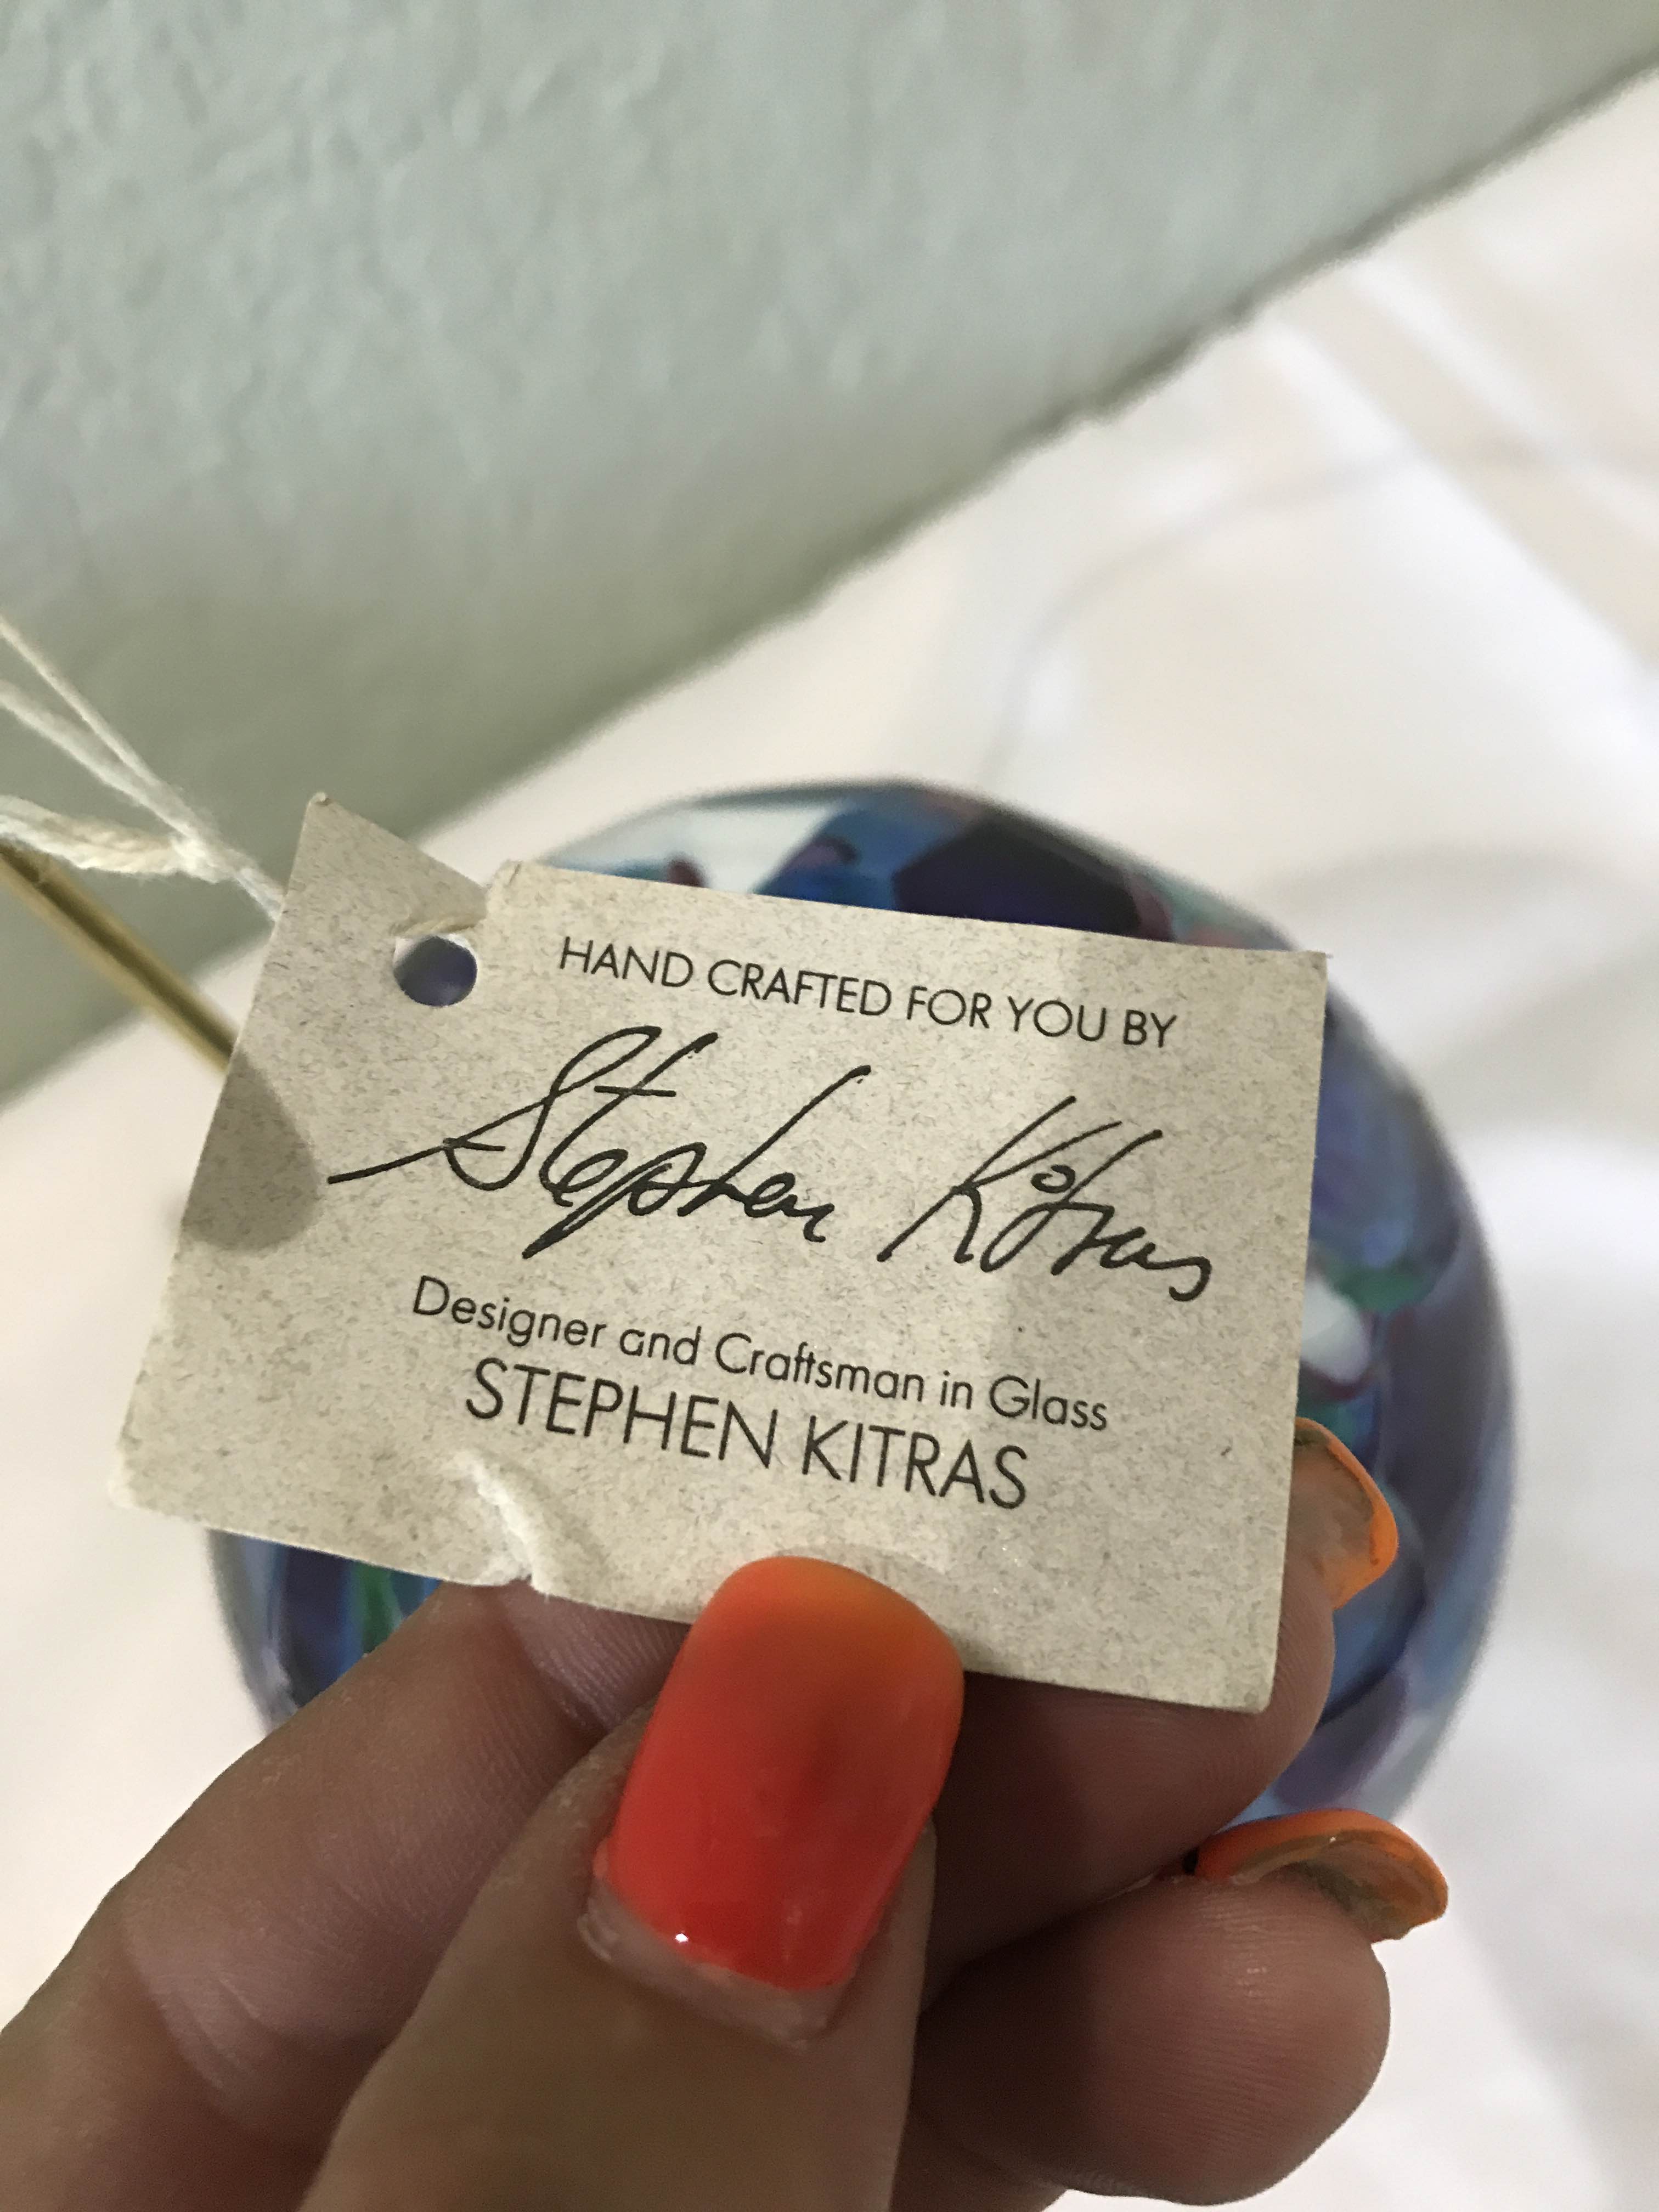 HAND CRAFTED FOR YOU BY
Stephen Kitras
Designer and Craftsman in Glass
STEPHEN KITRAS